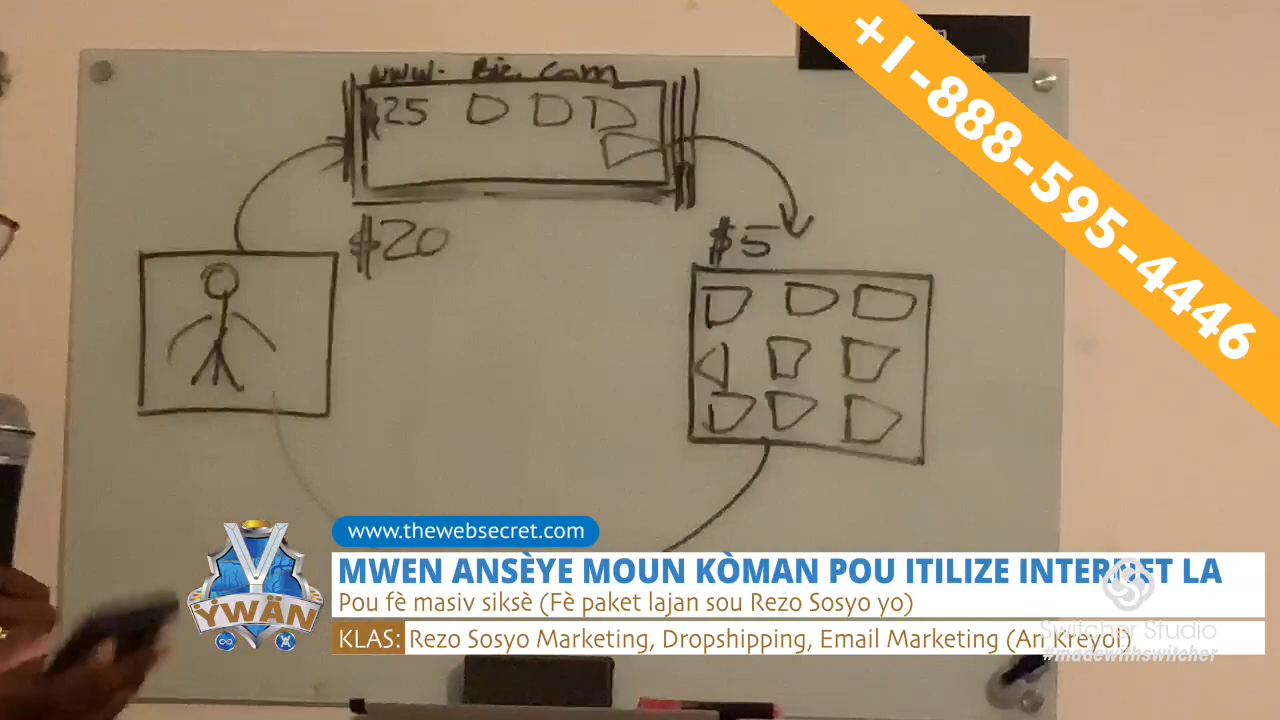 +1-888-595-4446
www. Biz. com
$25
$20
$5
www.thewebsecret.com
MWEN ANSÈYE MOUN KÒMAN POU ITILIZE INTERNET LA
Pou fè masiv siksè (Fè paket lajan sou Rezo Sosyo yo)
KLAS: Rezo Sosyo Marketing, Dropshipping, Email Marketing (An Kreyòl)
Y
YWÄN
Switcher Studio
#madewithswitcher